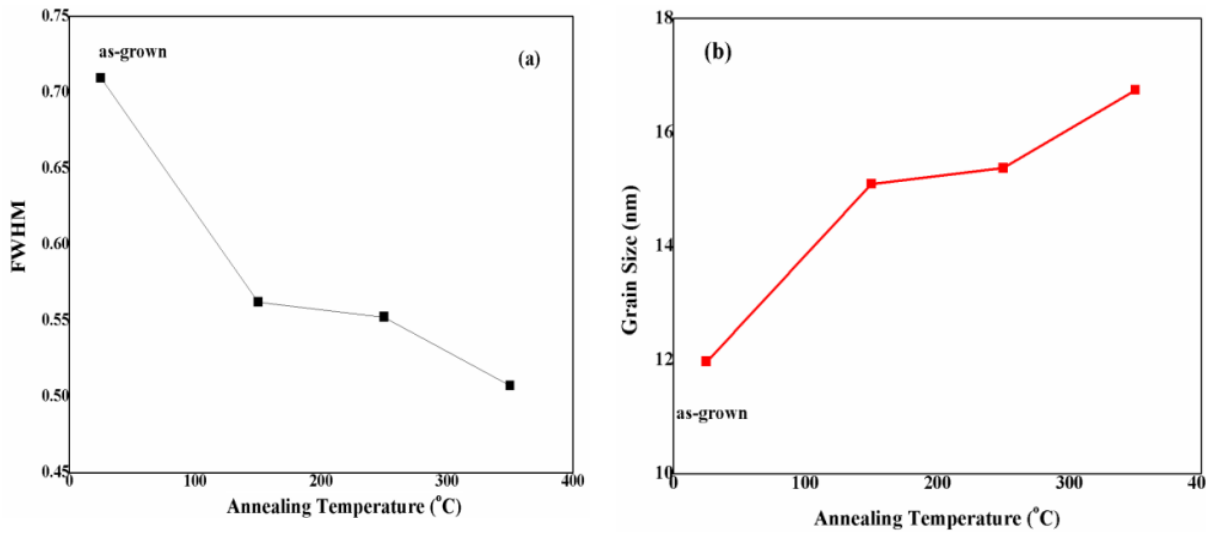 0.75
as-grown
(a)
0.70
0.65
0.60
FWHM
0.55
0.50
0.45
0 100 200 300 400
Annealing Temperature (°C)
18
(b)
16
14
Grain Size (nm)
12
as-grown
10
0 100 200 300 40
Annealing Temperature (°C)